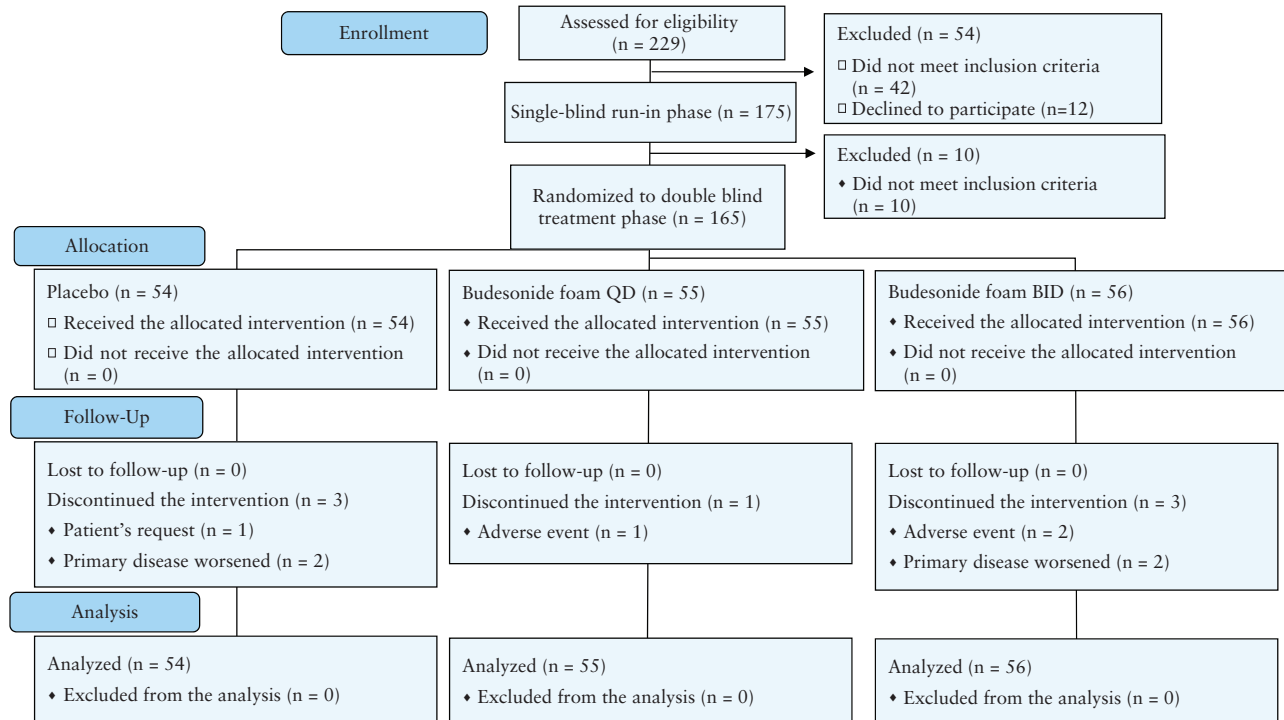 Enrollment
Assessed for eligibility
(n = 229)
Excluded (n = 54)
□ Did not meet inclusion criteria
(n = 42)
□ Declined to participate (n=12)
Single-blind run-in phase (n = 175)
Excluded (n = 10)
♦ Did not meet inclusion criteria
(n = 10)
Randomized to double blind
treatment phase (n = 165)
Allocation
Placebo (n = 54)
□ Received the allocated intervention (n = 54)
□ Did not receive the allocated intervention
(n = 0)
Budesonide foam QD (n = 55)
♦ Received the allocated intervention (n = 55)
♦ Did not receive the allocated intervention
(n = 0)
Budesonide foam BID (n = 56)
♦ Received the allocated intervention (n = 56)
♦ Did not receive the allocated intervention
(n = 0)
Follow-Up
Lost to follow-up (n = 0)
Discontinued the intervention (n = 3)
♦ Patient's request (n = 1)
♦ Primary disease worsened (n = 2)
Lost to follow-up (n = 0)
Discontinued the intervention (n = 1)
♦ Adverse event (n = 1)
Lost to follow-up (n = 0)
Discontinued the intervention (n = 3)
♦ Adverse event (n = 2)
♦ Primary disease worsened (n = 2)
Analysis
Analyzed (n = 54)
♦ Excluded from the analysis (n = 0)
Analyzed (n = 55)
♦ Excluded from the analysis (n = 0)
Analyzed (n = 56)
♦ Excluded from the analysis (n = 0)